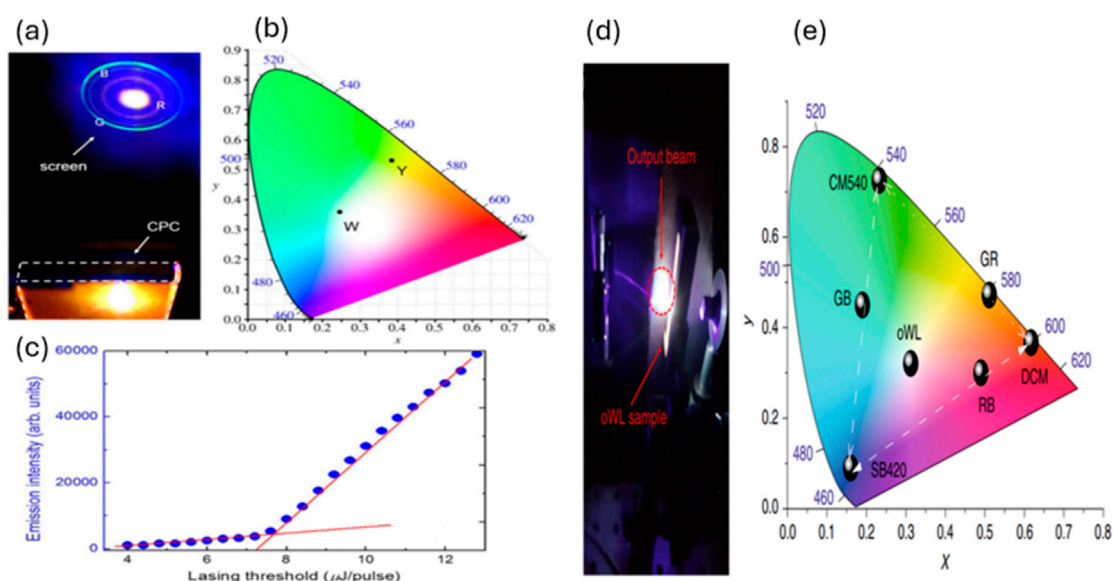 (a)
B
R
G
screen
CPC
(b)
0.9
0.8
0.7
0.6
0.5
0.4
0.3
0.2
0.1
0.0
0.0 0.1 0.2 0.3 0.4 0.5 0.6 0.7 0.8
x
y
520
540
560
580
600
620
500
480
460
Y
W
(c)
Emission intensity (arb. units)
60000
40000
20000
0
4 6 8 10 12
Lasing threshold (μJ/pulse)
(d)
Output beam
oWL sample
(e)
y
0.8
0.6
0.4
0.2
0.0
0.0 0.1 0.2 0.3 0.4 0.5 0.6 0.7 0.8
X
520
540
560
580
600
620
500
480
460
CM540
GR
GB
oWL
DCM
RB
SB420